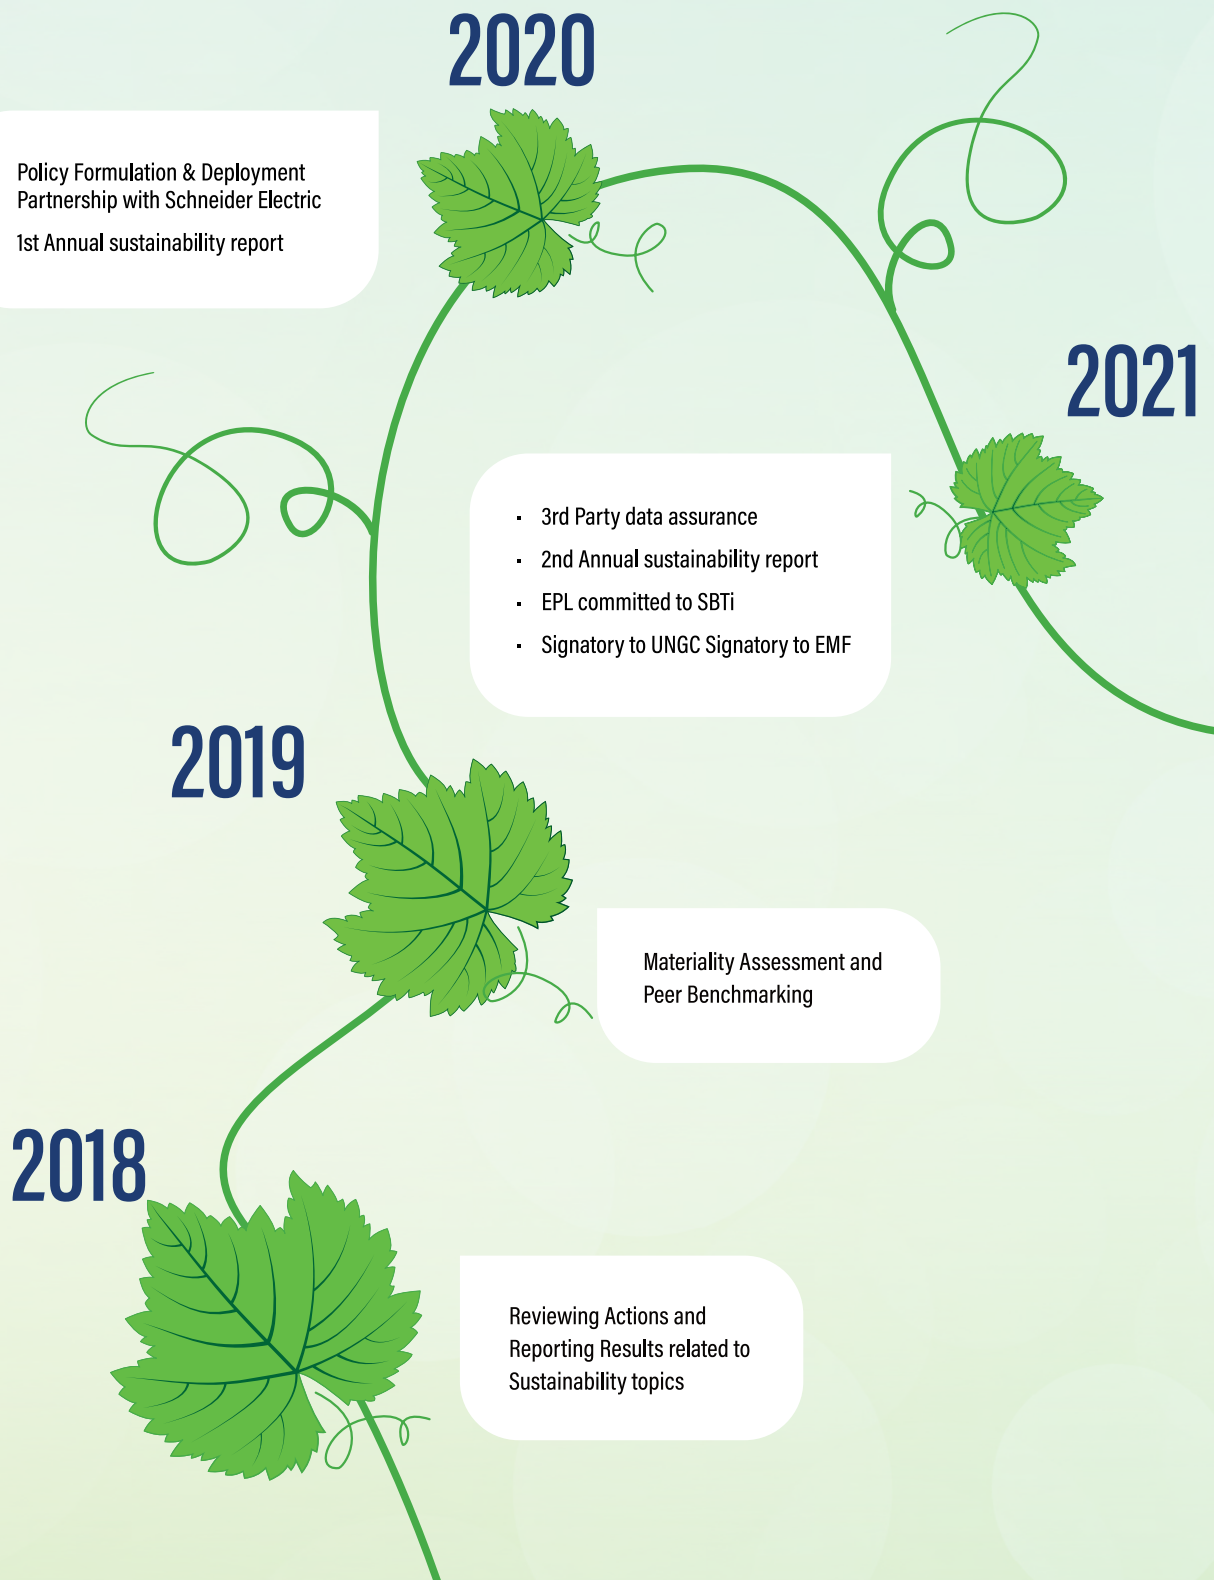 2020
Policy Formulation & Deployment
Partnership with Schneider Electric
1st Annual sustainability report
2021
▪ 3rd Party data assurance
▪ 2nd Annual sustainability report
▪ EPL committed to SBTi
▪ Signatory to UNGC Signatory to EMF
2019
Materiality Assessment and
Peer Benchmarking
2018
Reviewing Actions and
Reporting Results related to
Sustainability topics